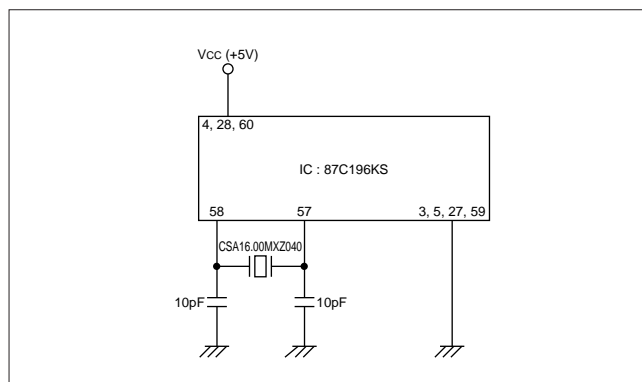 VCC (+5V)
4, 28, 60
IC : 87C196KS
58 57 3, 5, 27, 59
CSA16.00MXZ040
10pF 10pF